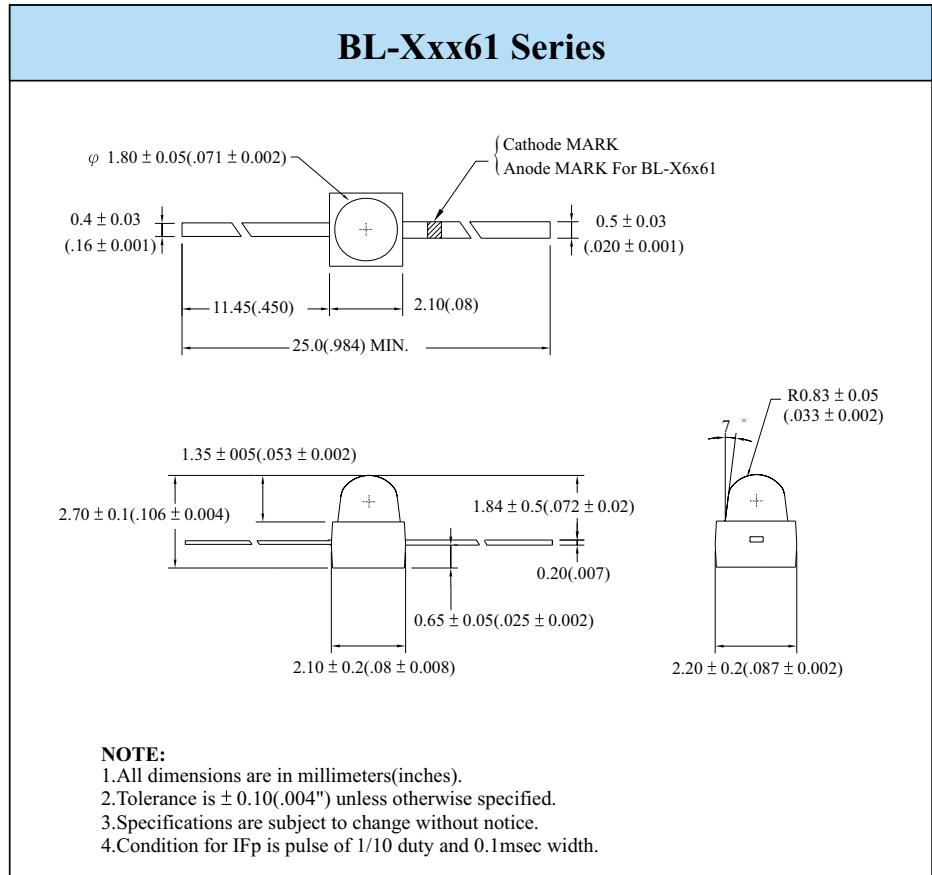 BL-Xxx61 Series
φ 1.80 ± 0.05(.071 ± 0.002)
Cathode MARK
Anode MARK For BL-X6x61
0.4 ± 0.03
(.16 ± 0.001)
0.5 ± 0.03
(.020 ± 0.001)
11.45(.450)
2.10(.08)
25.0(.984) MIN.
R0.83 ± 0.05
(.033 ± 0.002)
7 °
1.35 ± 005(.053 ± 0.002)
2.70 ± 0.1(.106 ± 0.004)
1.84 ± 0.5(.072 ± 0.02)
0.20(.007)
0.65 ± 0.05(.025 ± 0.002)
2.10 ± 0.2(.08 ± 0.008)
2.20 ± 0.2(.087 ± 0.002)
NOTE:
1.All dimensions are in millimeters(inches).
2.Tolerance is ± 0.10(.004") unless otherwise specified.
3.Specifications are subject to change without notice.
4.Condition for IFp is pulse of 1/10 duty and 0.1msec width.